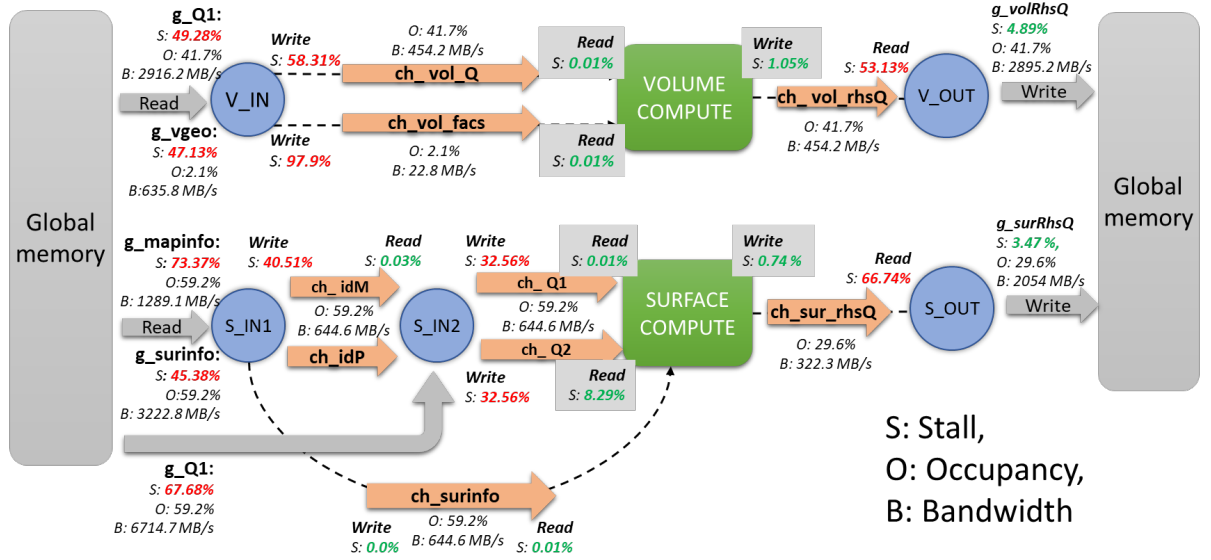 g_Q1:
S: 49.28%
O: 41.7%
B: 2916.2 MB/s
Read
g_vgeo:
S: 47.13%
O:2.1%
B:635.8 MB/s
V_IN
Write
S: 58.31%
Write
S: 97.9%
O: 41.7%
B: 454.2 MB/s
ch_ vol_Q
ch_vol_facs
O: 2.1%
B: 22.8 MB/s
Read
S: 0.01%
Read
S: 0.01%
VOLUME
COMPUTE
Write
S: 1.05%
Read
S: 53.13%
ch_ vol_rhsQ
O: 41.7%
B: 454.2 MB/s
V_OUT
g_volRhsQ
S: 4.89%
O: 41.7%
B: 2895.2 MB/s
Write
Global
memory
Global
memory
g_mapinfo:
S: 73.37%
O:59.2%
B: 1289.1 MB/s
Read
g_surinfo:
S: 45.38%
O:59.2%
B: 3222.8 MB/s
g_Q1:
S: 67.68%
O: 59.2%
B: 6714.7 MB/s
S_IN1
Write
S: 40.51%
Read
S: 0.03%
ch_ idM
O: 59.2%
B: 644.6 MB/s
ch_idP
S_IN2
Write
S: 32.56%
Read
S: 0.01%
ch_ Q1
O: 59.2%
B: 644.6 MB/s
ch_ Q2
Write
S: 32.56%
Read
S: 8.29%
SURFACE
COMPUTE
Write
S: 0.74 %
Read
S: 66.74%
ch_sur_rhsQ
O: 29.6%
B: 322.3 MB/s
S_OUT
g_surRhsQ
S: 3.47 %,
O: 29.6%
B: 2054 MB/s
Write
ch_surinfo
Write
S: 0.0%
O: 59.2%
B: 644.6 MB/s
Read
S: 0.01%
S: Stall,
O: Occupancy,
B: Bandwidth